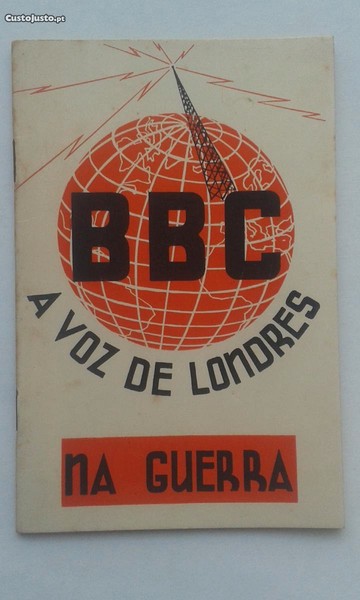 CustoJusto.pt
BBC
A VOZ DE LONDRES
NA GUERRA